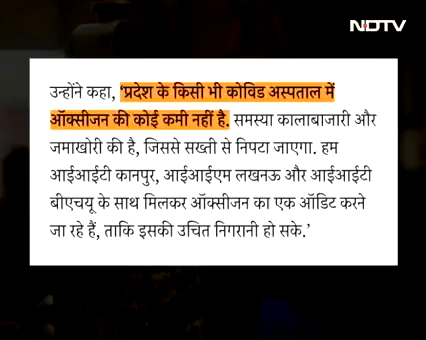 NDTV
उन्होंने कहा, ‘प्रदेश के किसी भी कोविड अस्पताल में
ऑक्सीजन की कोई कमी नहीं है. समस्या कालाबाजारी और
जमाखोरी की है, जिससे सख्ती से निपटा जाएगा. हम
आईआईटी कानपुर, आईआईएम लखनऊ और आईआईटी
बीएचयू के साथ मिलकर ऑक्सीजन का एक ऑडिट करने
जा रहे हैं, ताकि इसकी उचित निगरानी हो सके.’